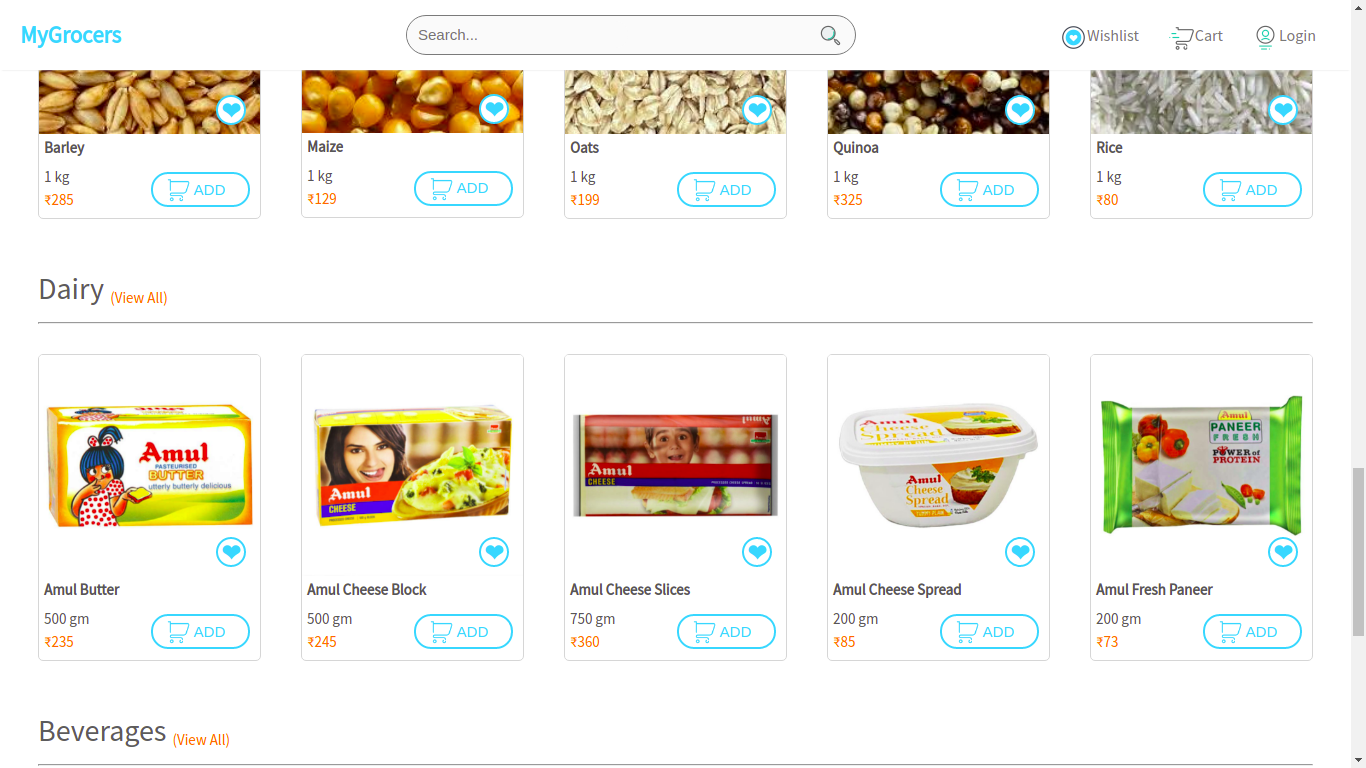 MyGrocers
Search...
Wishlist
Cart
Login
Barley
1 kg
₹285
ADD
Maize
1 kg
₹129
ADD
Oats
1 kg
₹199
ADD
Quinoa
1 kg
₹325
ADD
Rice
1 kg
₹80
ADD
Dairy (View All)
Amul
PASTEURISED
BUTTER
utterly butterly delicious
Amul
CHEESE
Amul
CHEESE
Amul
Cheese
Spread
Amul
Cheese
Spread
Amul
PANEER
FRESH
POWER of
PROTEIN
Amul Butter
500 gm
₹235
ADD
Amul Cheese Block
500 gm
₹245
ADD
Amul Cheese Slices
750 gm
₹360
ADD
Amul Cheese Spread
200 gm
₹85
ADD
Amul Fresh Paneer
200 gm
₹73
ADD
Beverages (View All)